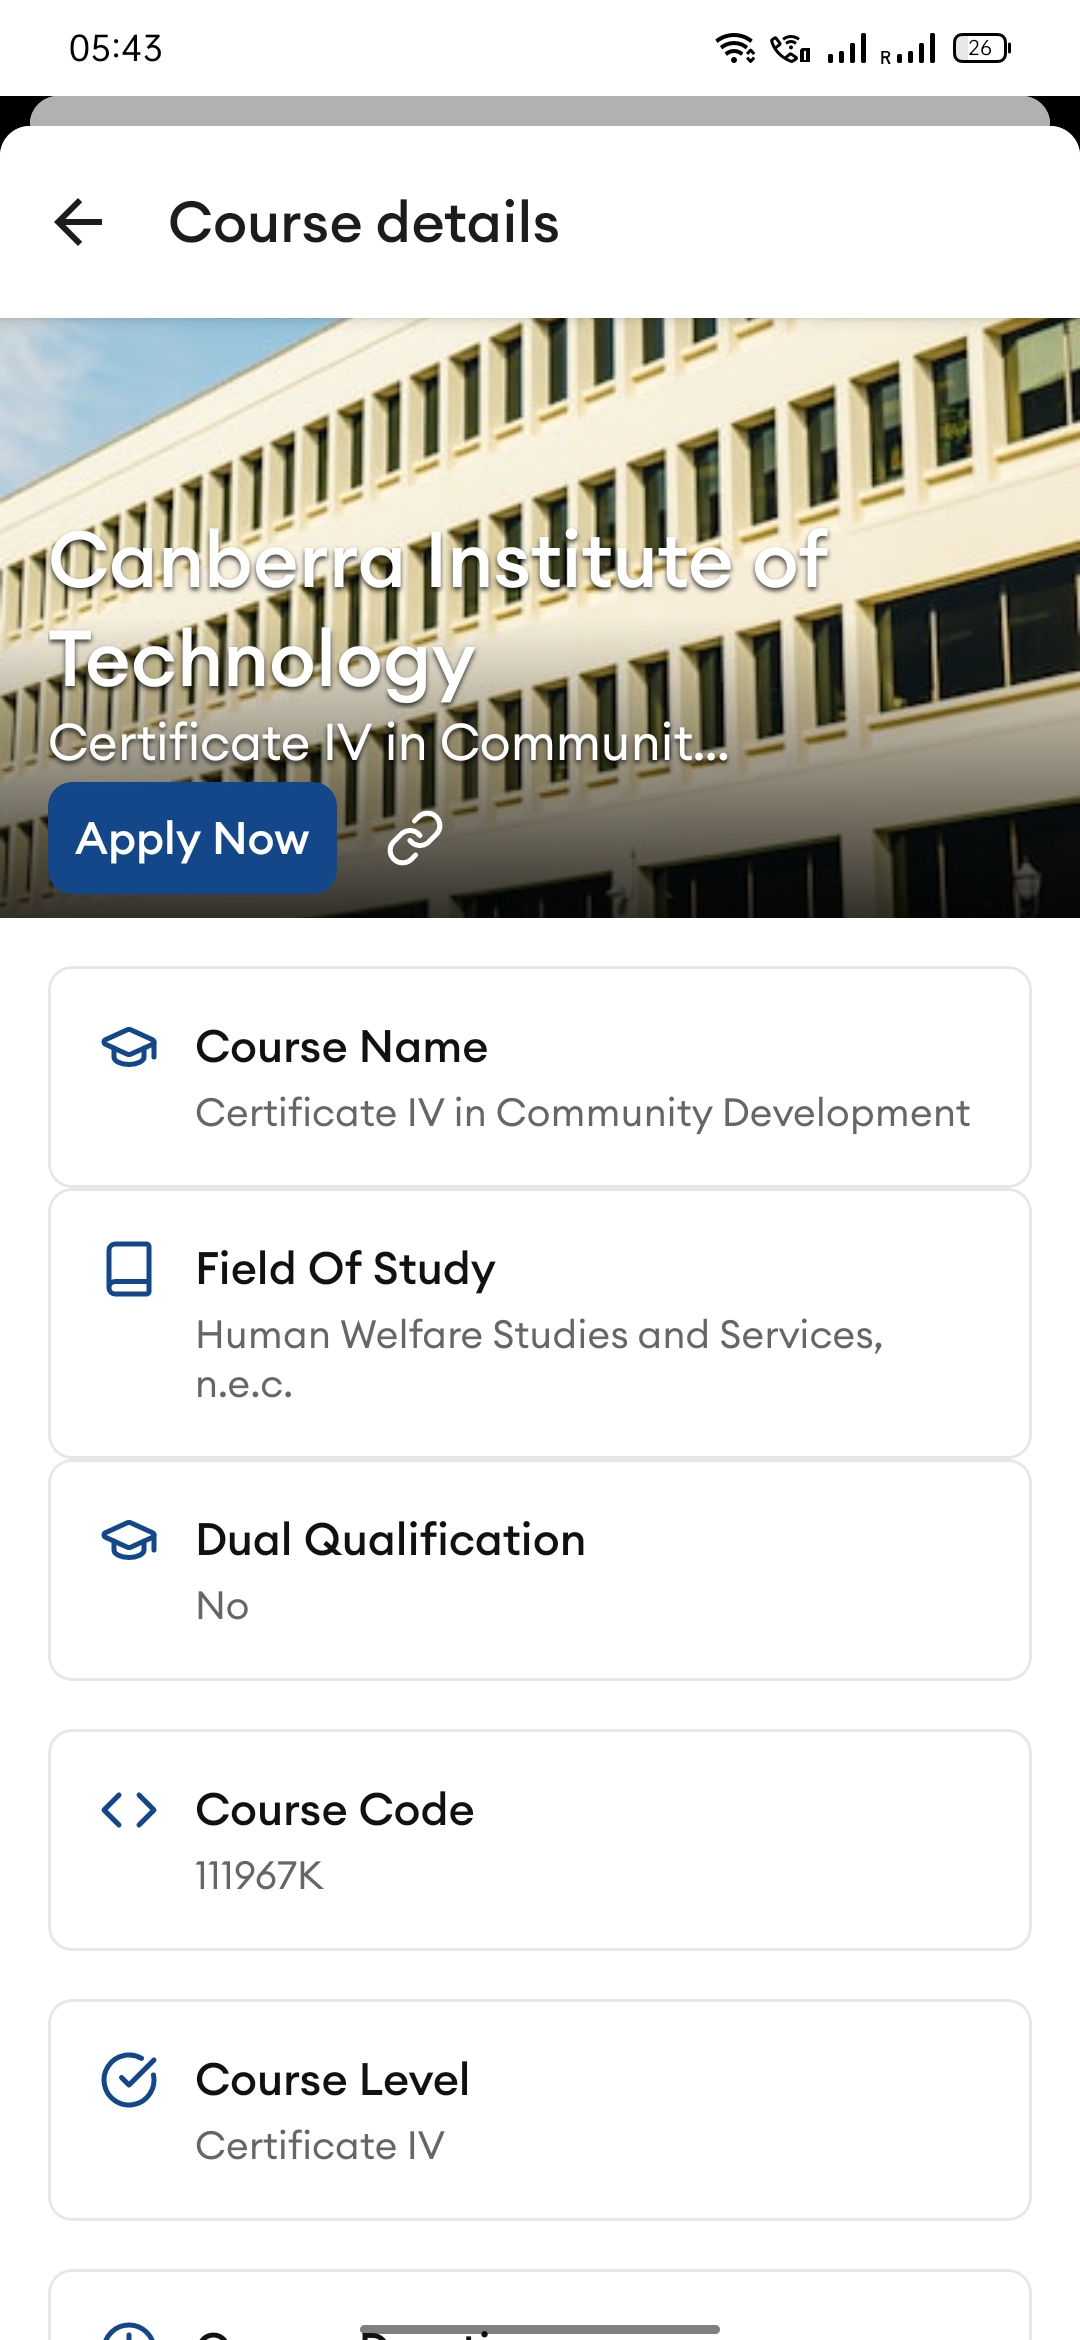 05:43
R
26
Course details
Canberra Institute of
Technology
Certificate IV in Communit...
Apply Now
Course Name
Certificate IV in Community Development
Field Of Study
Human Welfare Studies and Services,
n.e.c.
Dual Qualification
No
Course Code
111967K
Course Level
Certificate IV